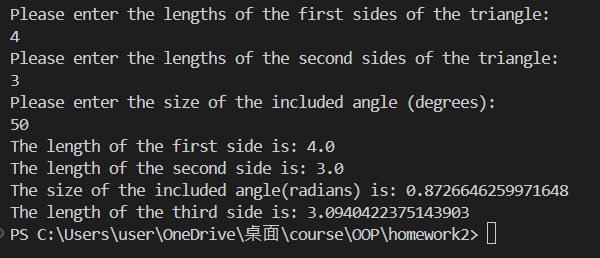 Please enter the lengths of the first sides of the triangle:
4
Please enter the lengths of the second sides of the triangle:
3
Please enter the size of the included angle (degrees):
50
The length of the first side is: 4.0
The length of the second side is: 3.0
The size of the included angle(radians) is: 0.8726646259971648
The length of the third side is: 3.0940422375143903
PS C:\Users\user\OneDrive\桌面\course\OOP\homework2>